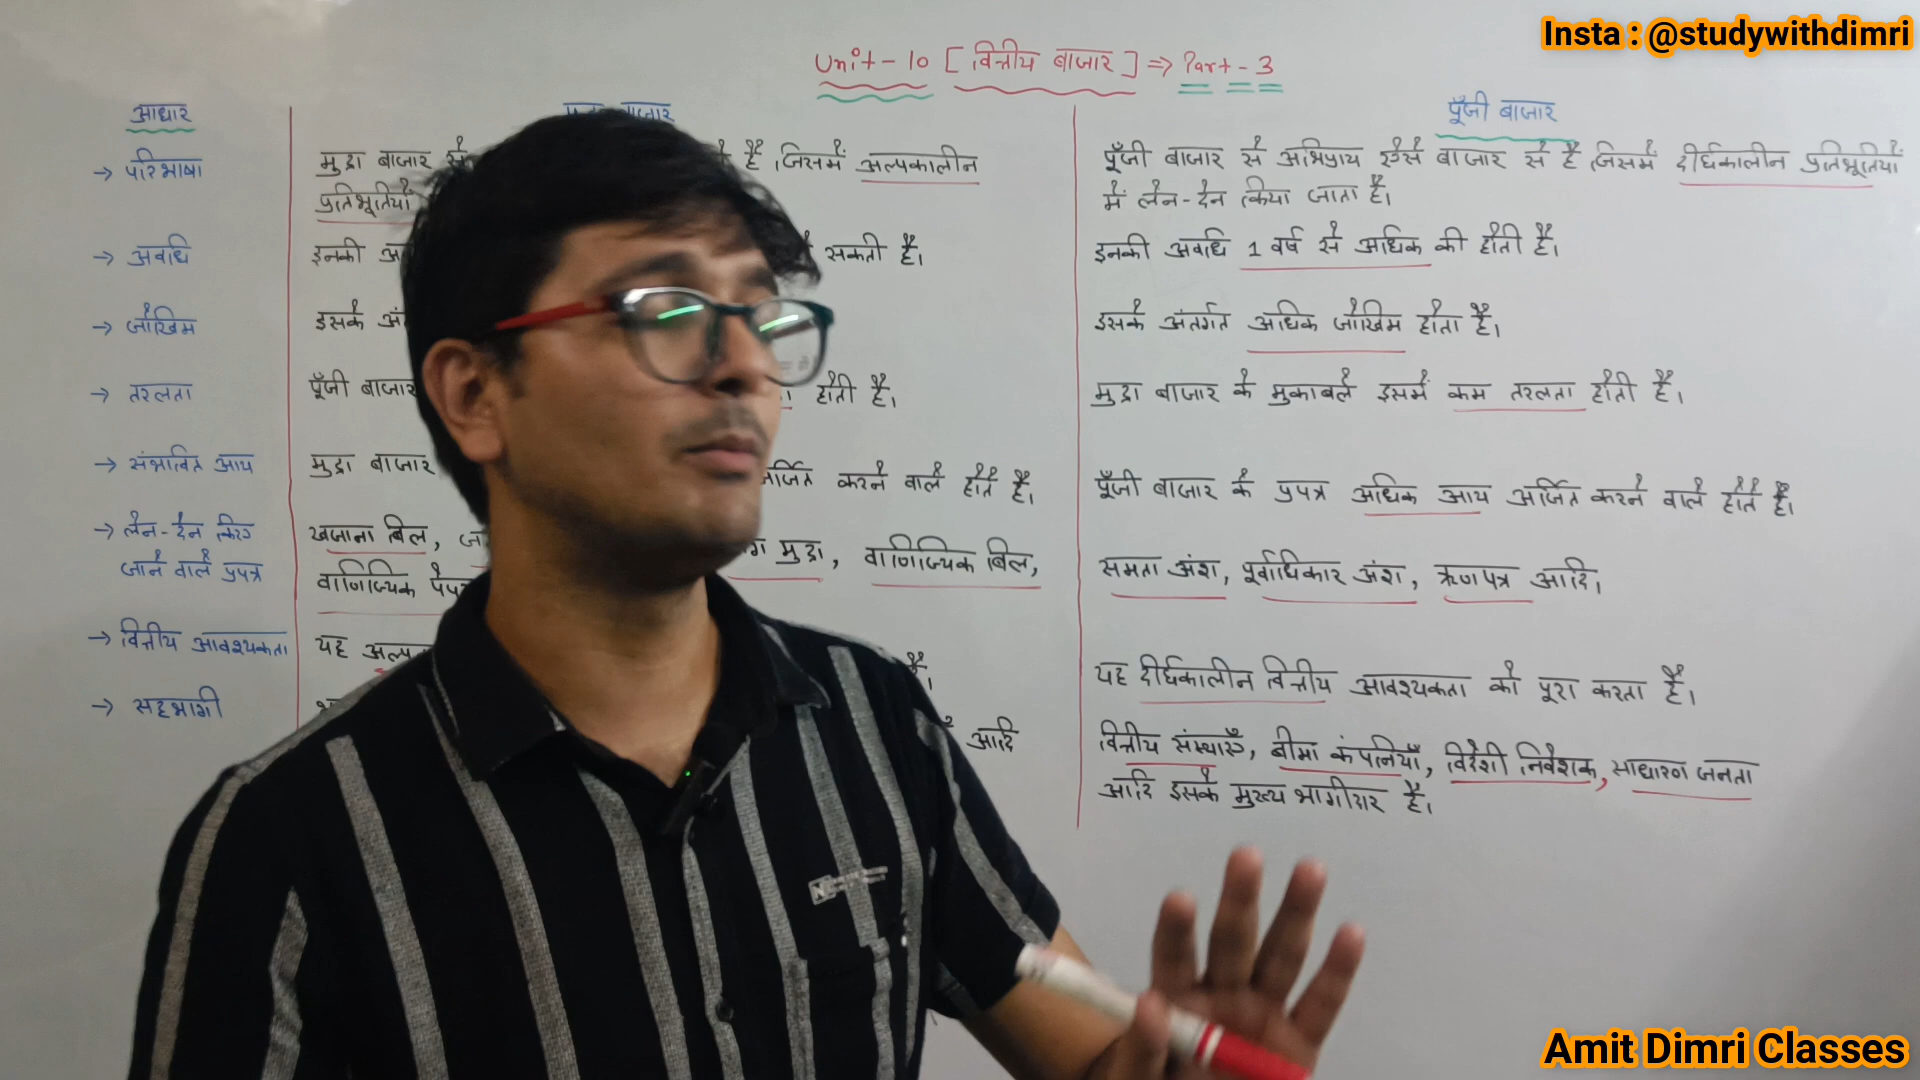 Insta : @studywithdimri
Unit - 10 [ वित्तीय बाजार ] ⇒ Part - 3
आधार
बाजार
पूँजी बाजार
→ परिभाषा
मुद्रा बाजार से
है जिसमें अल्पकालीन
प्रतिभूतियों
पूँजी बाजार से अभिप्राय ऐसे बाजार से है जिसमें दीर्घकालीन प्रतिभूतियों
में लेन-देन किया जाता है।
→ अवधि
इनकी
सकती है।
इनकी अवधि 1 वर्ष से अधिक की होती है।
→ जोखिम
इसके
इसके अंतर्गत अधिक जोखिम होता है।
→ तरलता
पूँजी बाजार
होती है।
मुद्रा बाजार के मुकाबले इसमें कम तरलता होती है।
→ संभावित आय
मुद्रा बाजार
अर्जित करने वाले होते है।
पूँजी बाजार के प्रपत्र अधिक आय अर्जित करने वाले होते है।
→ लेन-देन किए
जाने वाले प्रपत्र
खजाना बिल,
मुद्रा, वाणिज्यिक बिल,
वाणिज्यिक पेपर
समता अंश, पूर्वाधिकार अंश, ऋणपत्र आदि।
→ वित्तीय आवश्यकता
यह
है।
यह दीर्घकालीन वित्तीय आवश्यकता को पूरा करता है।
→ सहभागी
आदि
वित्तीय संस्थाएँ, बीमा कंपनियाँ, विदेशी निवेशक, साधारण जनता
आदि इसके मुख्य भागीदार है।
Amit Dimri Classes